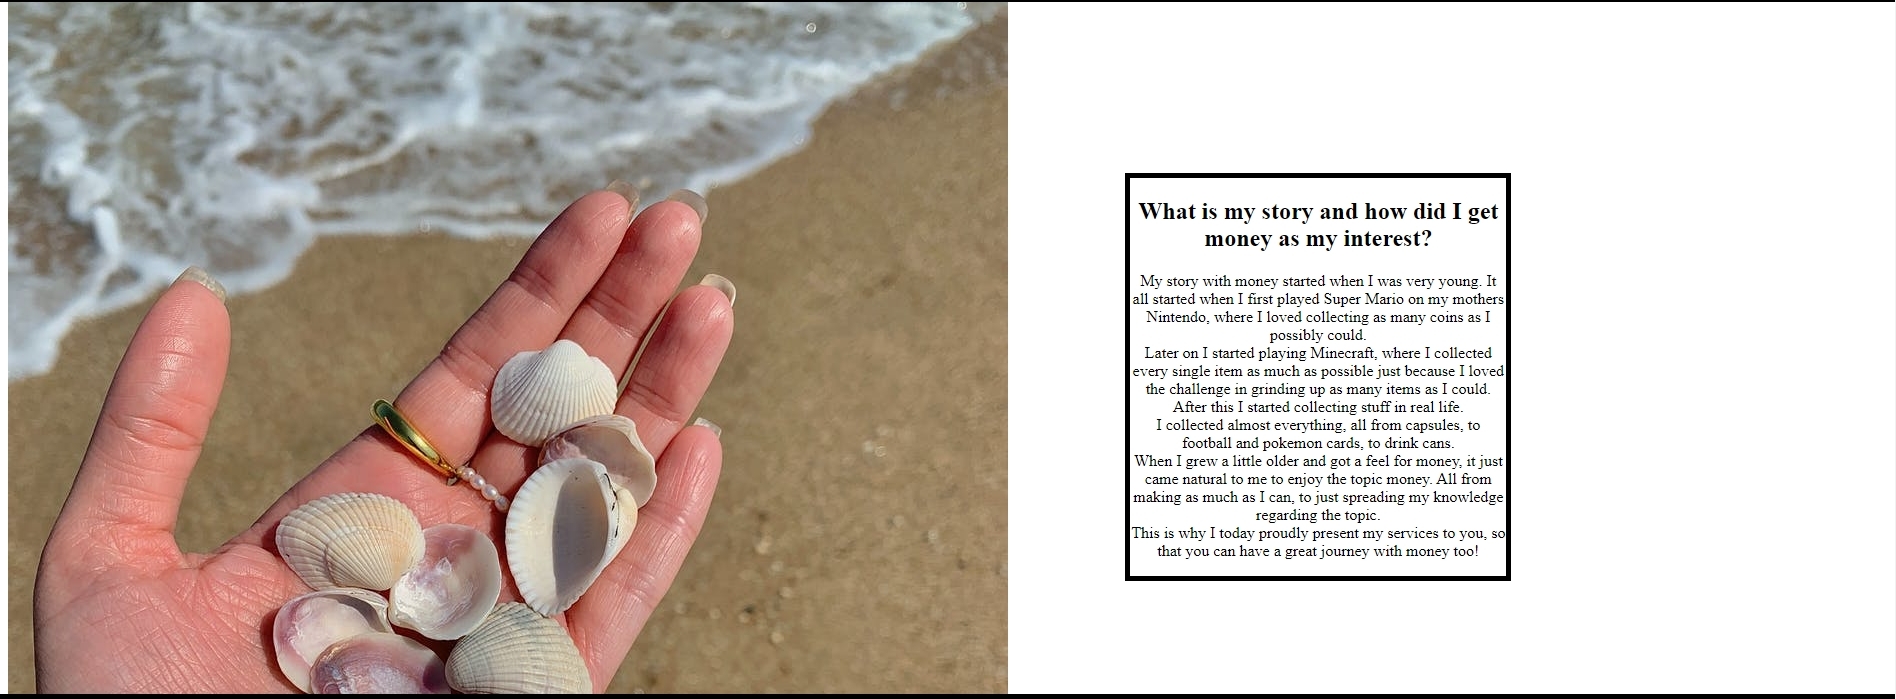 What is my story and how did I get
money as my interest?
My story with money started when I was very young. It
all started when I first played Super Mario on my mothers
Nintendo, where I loved collecting as many coins as I
possibly could.
Later on I started playing Minecraft, where I collected
every single item as much as possible just because I loved
the challenge in grinding up as many items as I could.
After this I started collecting stuff in real life.
I collected almost everything, all from capsules, to
football and pokemon cards, to drink cans.
When I grew a little older and got a feel for money, it just
came natural to me to enjoy the topic money. All from
making as much as I can, to just spreading my knowledge
regarding the topic.
This is why I today proudly present my services to you, so
that you can have a great journey with money too!